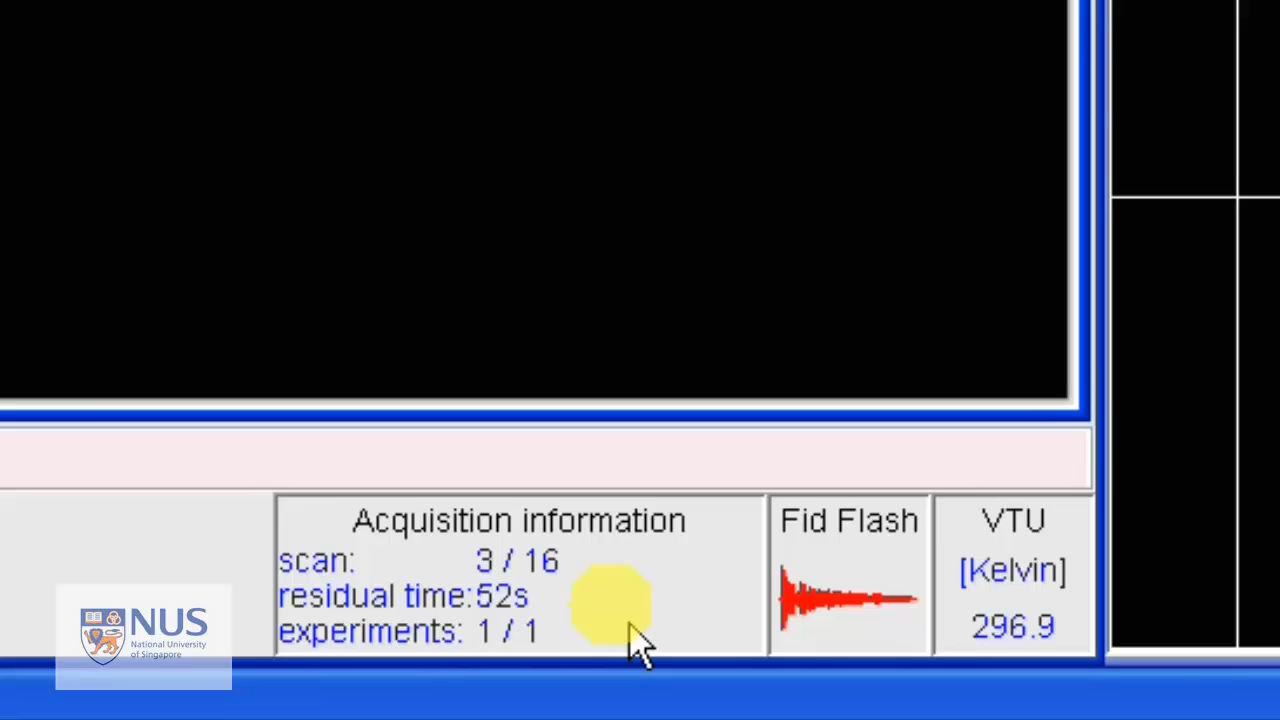 Acquisition information
scan: 3 / 16
residual time: 52s
experiments: 1 / 1
Fid Flash
VTU
[Kelvin]
296.9
NUS
National University
of Singapore